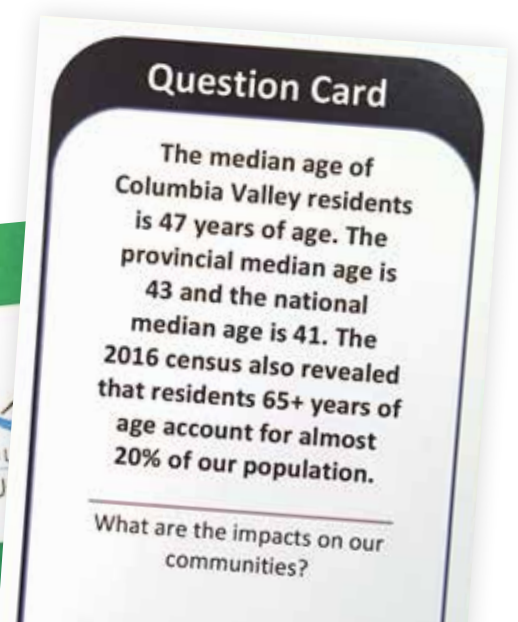 Question Card
The median age of
Columbia Valley residents
is 47 years of age. The
provincial median age is
43 and the national
median age is 41. The
2016 census also revealed
that residents 65+ years of
age account for almost
20% of our population.
What are the impacts on our
communities?